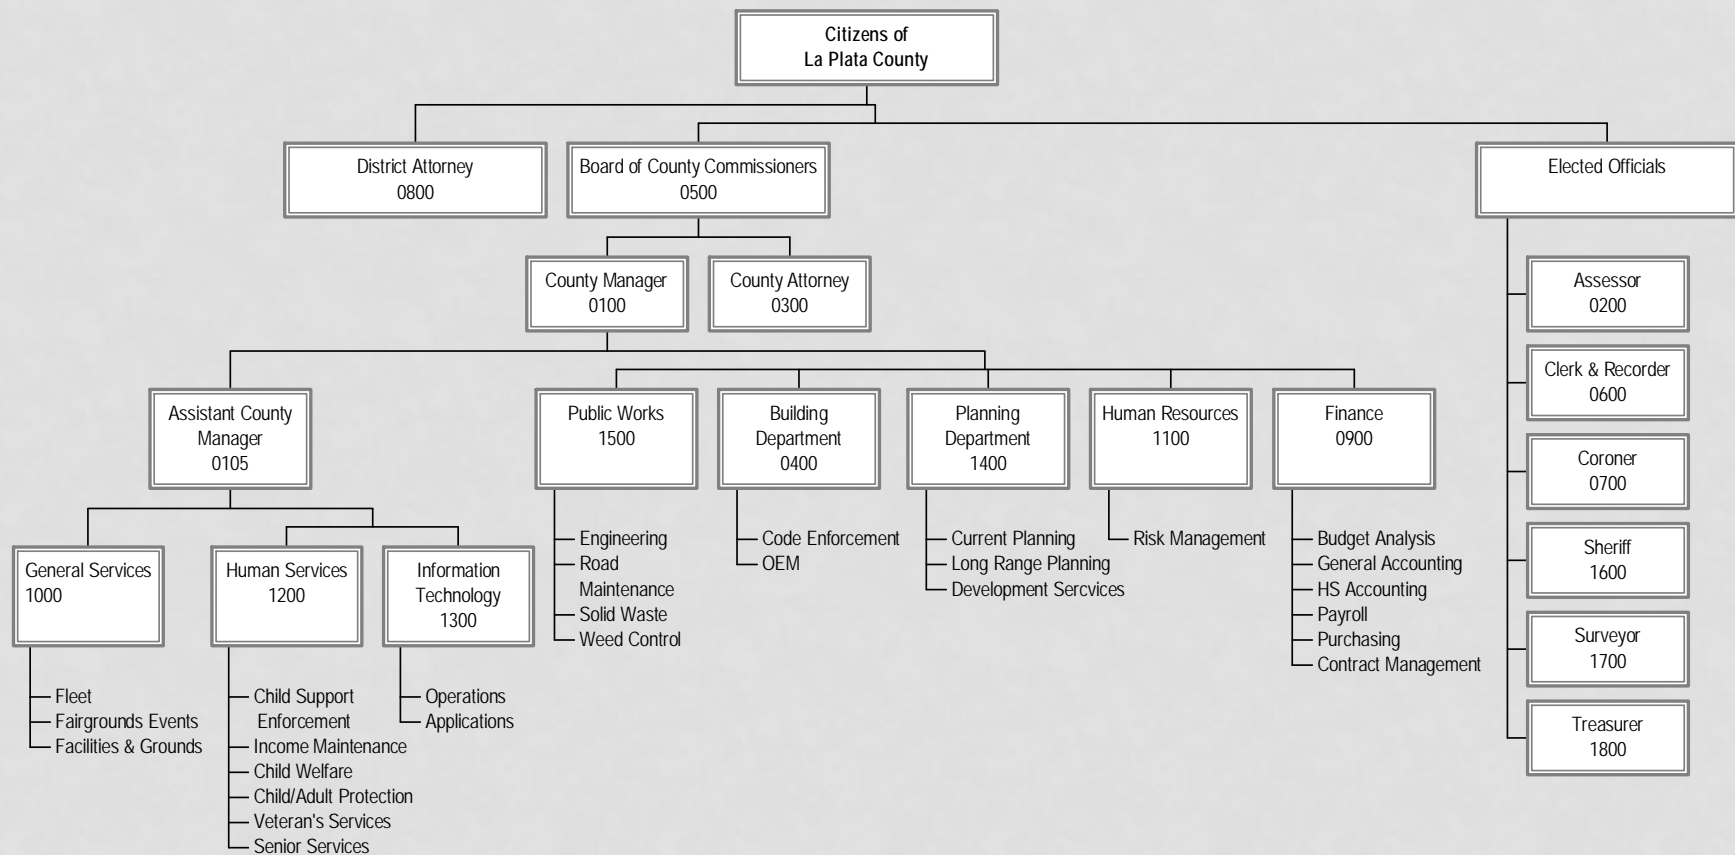 Citizens of
La Plata County
District Attorney
0800
Board of County Commissioners
0500
Elected Officials
County Manager
0100
County Attorney
0300
Assessor
0200
Clerk & Recorder
0600
Coroner
0700
Sheriff
1600
Surveyor
1700
Treasurer
1800
Assistant County
Manager
0105
Public Works
1500
Building
Department
0400
Planning
Department
1400
Human Resources
1100
Finance
0900
Engineering
Road
Maintenance
Solid Waste
Weed Control
Code Enforcement
OEM
Current Planning
Long Range Planning
Development Sercvices
Risk Management
Budget Analysis
General Accounting
HS Accounting
Payroll
Purchasing
Contract Management
General Services
1000
Human Services
1200
Information
Technology
1300
Fleet
Fairgrounds Events
Facilities & Grounds
Child Support
Enforcement
Income Maintenance
Child Welfare
Child/Adult Protection
Veteran's Services
Senior Services
Operations
Applications